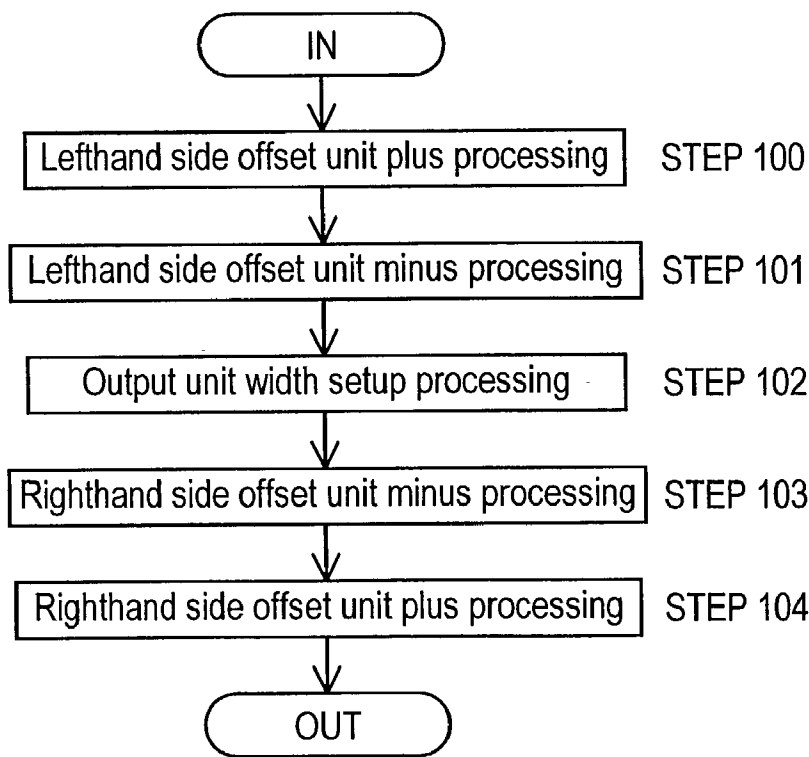 IN
Lefthand side offset unit plus processing STEP 100
Lefthand side offset unit minus processing STEP 101
Output unit width setup processing STEP 102
Righthand side offset unit minus processing STEP 103
Righthand side offset unit plus processing STEP 104
OUT